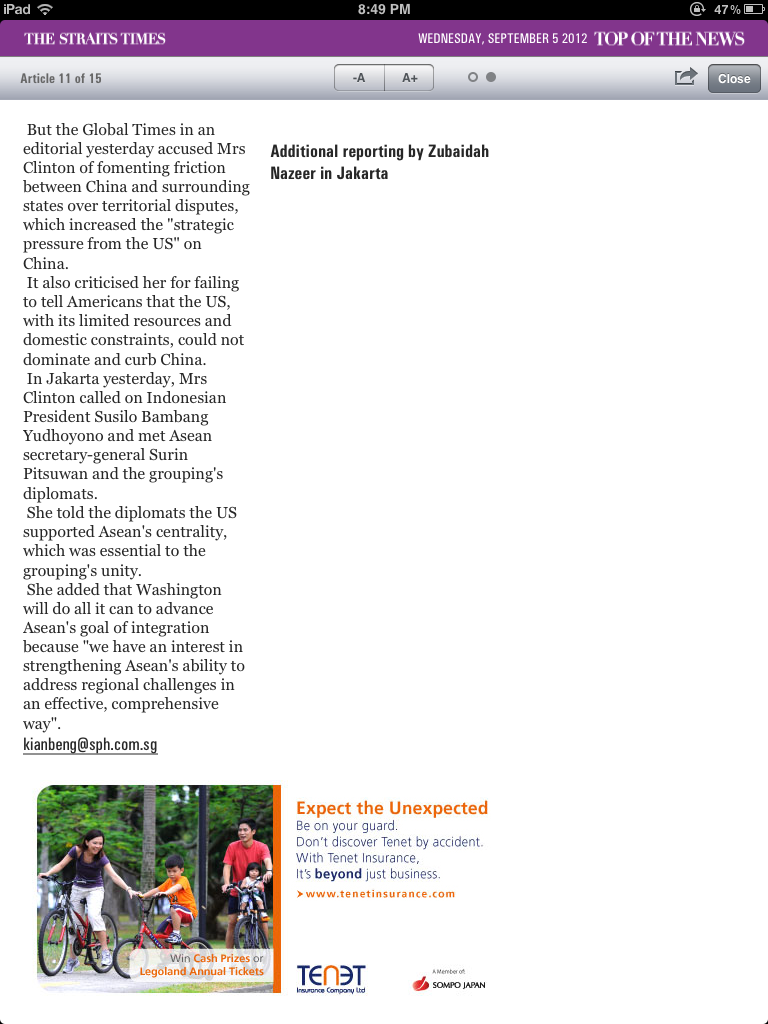 iPad 8:49 PM 47%
THE STRAITS TIMES WEDNESDAY, SEPTEMBER 5 2012 TOP OF THE NEWS
Article 11 of 15 -A A+ Close
But the Global Times in an
editorial yesterday accused Mrs
Clinton of fomenting friction
between China and surrounding
states over territorial disputes,
which increased the "strategic
pressure from the US" on
China.
It also criticised her for failing
to tell Americans that the US,
with its limited resources and
domestic constraints, could not
dominate and curb China.
In Jakarta yesterday, Mrs
Clinton called on Indonesian
President Susilo Bambang
Yudhoyono and met Asean
secretary-general Surin
Pitsuwan and the grouping's
diplomats.
She told the diplomats the US
supported Asean's centrality,
which was essential to the
grouping's unity.
She added that Washington
will do all it can to advance
Asean's goal of integration
because "we have an interest in
strengthening Asean's ability to
address regional challenges in
an effective, comprehensive
way".
kianbeng@sph.com.sg
Additional reporting by Zubaidah
Nazeer in Jakarta
Win Cash Prizes or
Legoland Annual Tickets
Expect the Unexpected
Be on your guard.
Don't discover Tenet by accident.
With Tenet Insurance,
It's beyond just business.
➤www.tenetinsurance.com
TENET
Insurance Company Ltd
A Member of:
SOMPO JAPAN